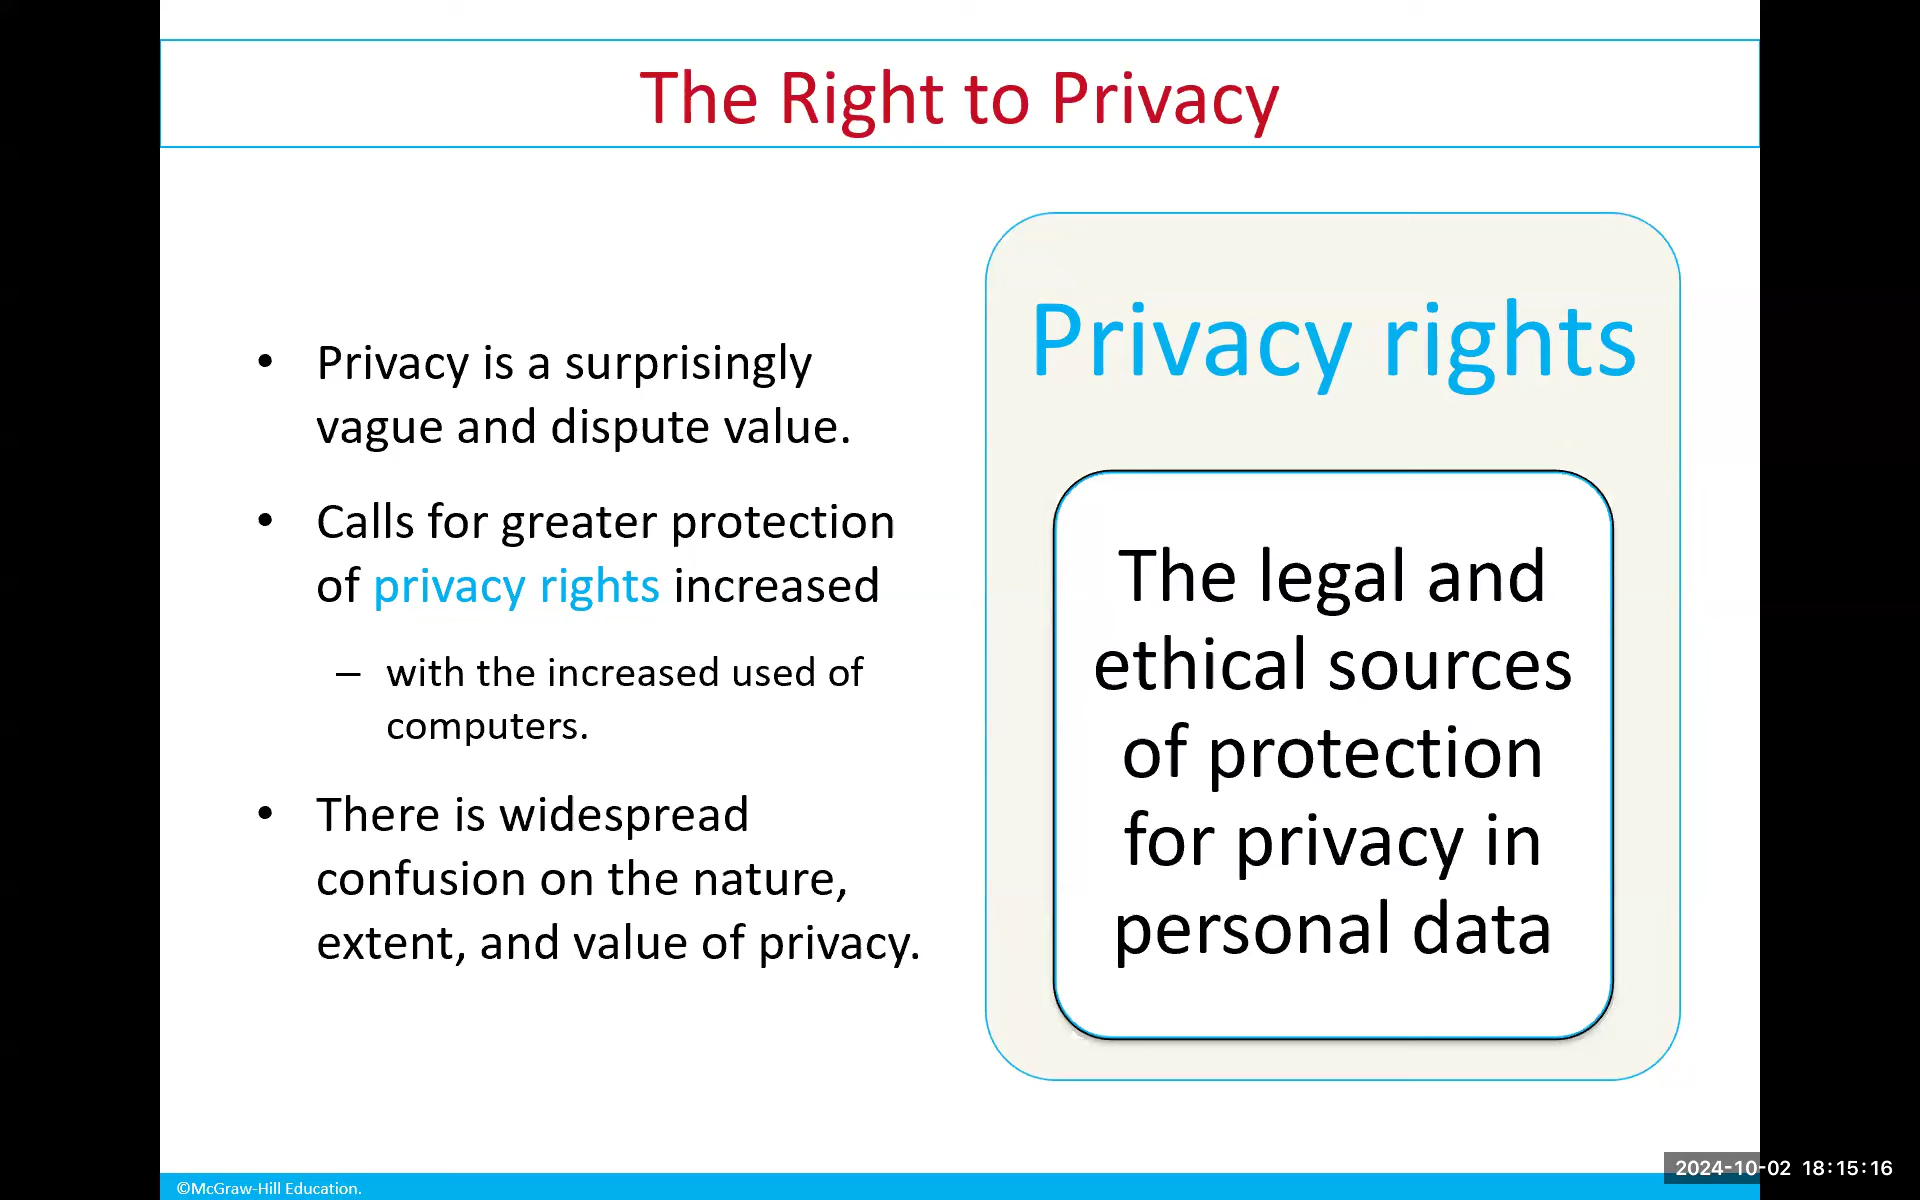 The Right to Privacy
• Privacy is a surprisingly
vague and dispute value.
• Calls for greater protection
of privacy rights increased
– with the increased used of
computers.
• There is widespread
confusion on the nature,
extent, and value of privacy.
Privacy rights
The legal and
ethical sources
of protection
for privacy in
personal data
©McGraw-Hill Education.
2024-10-02 18:15:16